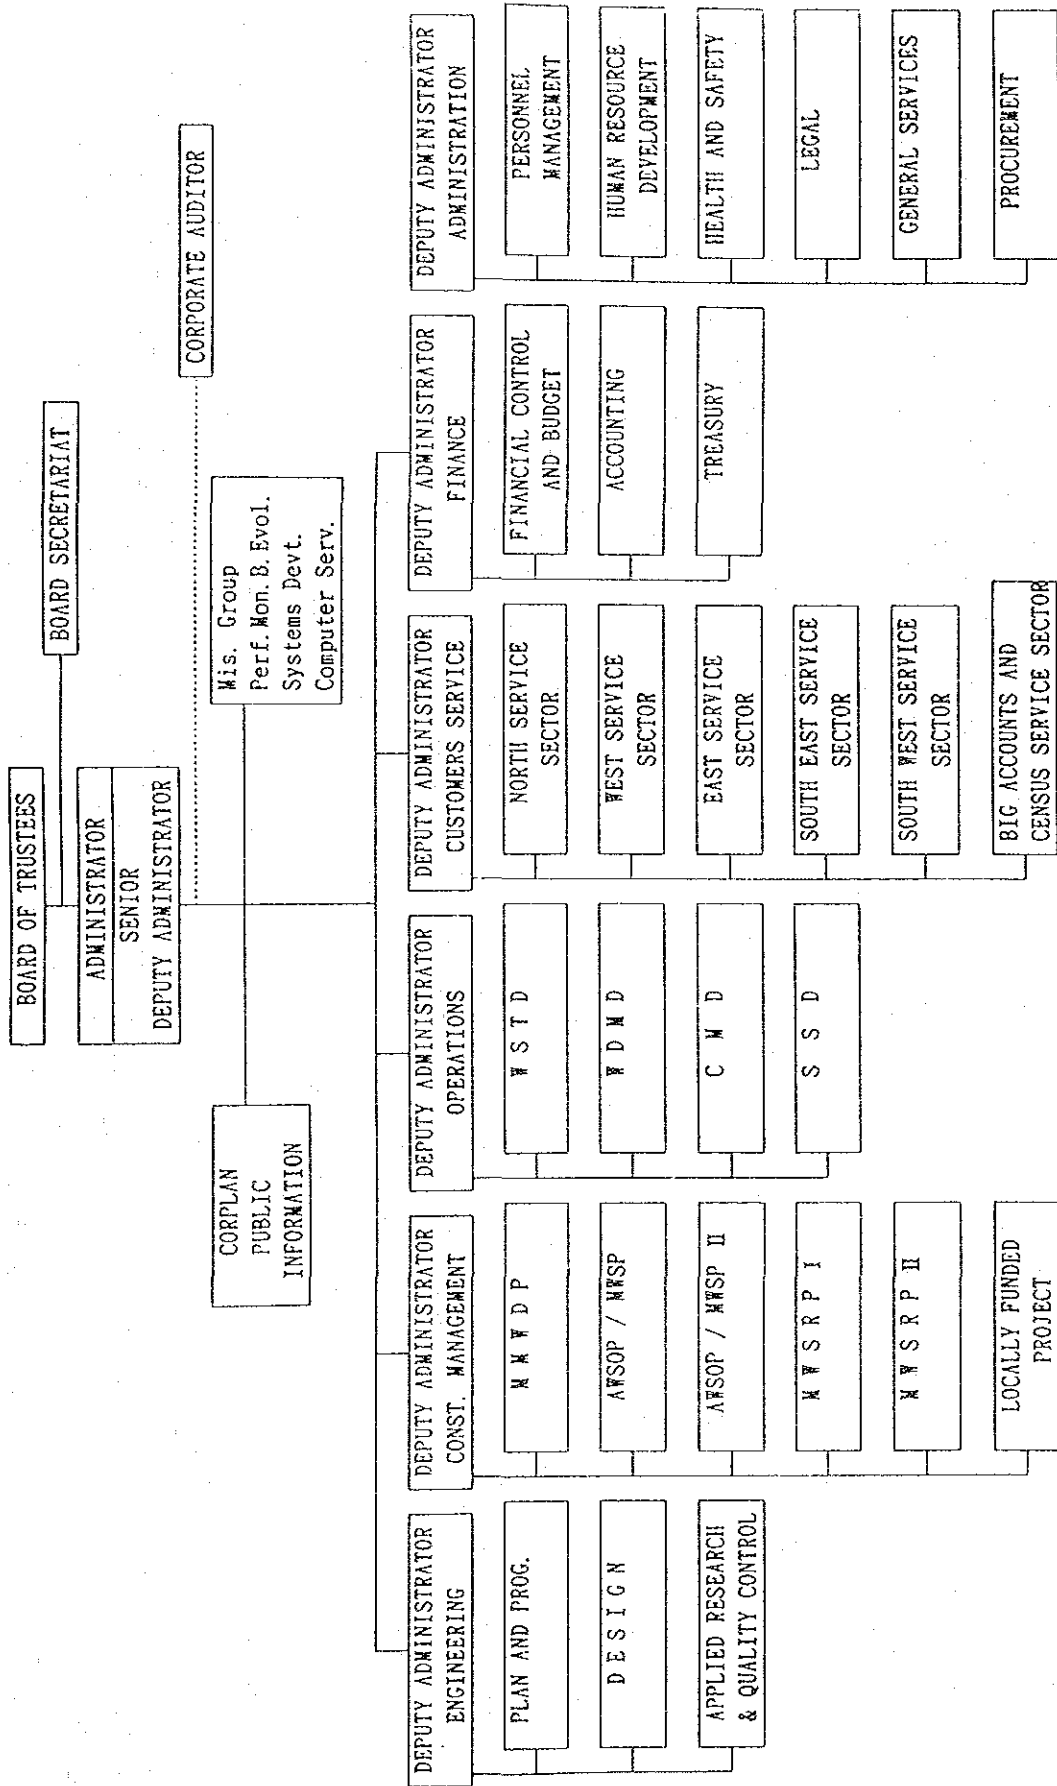 BOARD OF TRUSTEES
BOARD SECRETARIAT
ADMINISTRATOR
SENIOR
DEPUTY ADMINISTRATOR
CORPORATE AUDITOR
CORPLAN
PUBLIC
INFORMATION
Mis. Group
Perf. Mon. B. Evol.
Systems Devt.
Computer Serv.
DEPUTY ADMINISTRATOR
ENGINEERING
PLAN AND PROG.
D E S I G N
APPLIED RESEARCH
& QUALITY CONTROL
DEPUTY ADMINISTRATOR
CONST. MANAGEMENT
M M W D P
AWSOP / MWSP
AWSOP / MWSP II
M W S R P I
M W S R P II
LOCALLY FUNDED
PROJECT
DEPUTY ADMINISTRATOR
OPERATIONS
W S T D
W D M D
C M D
S S D
DEPUTY ADMINISTRATOR
CUSTOMERS SERVICE
NORTH SERVICE
SECTOR
WEST SERVICE
SECTOR
EAST SERVICE
SECTOR
SOUTH EAST SERVICE
SECTOR
SOUTH WEST SERVICE
SECTOR
BIG ACCOUNTS AND
CENSUS SERVICE SECTOR
DEPUTY ADMINISTRATOR
FINANCE
FINANCIAL CONTROL
AND BUDGET
ACCOUNTING
TREASURY
DEPUTY ADMINISTRATOR
ADMINISTRATION
PERSONNEL
MANAGEMENT
HUMAN RESOURCE
DEVELOPMENT
HEALTH AND SAFETY
LEGAL
GENERAL SERVICES
PROCUREMENT